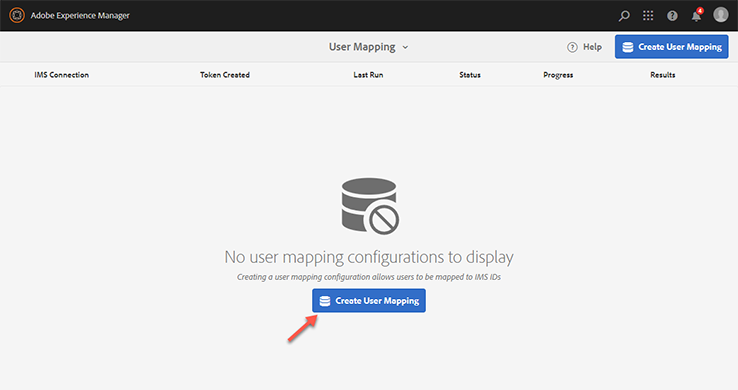 Adobe Experience Manager
4
User Mapping
Help
Create User Mapping
IMS Connection Token Created Last Run Status Progress Results
No user mapping configurations to display
Creating a user mapping configuration allows users to be mapped to IMS IDs
Create User Mapping